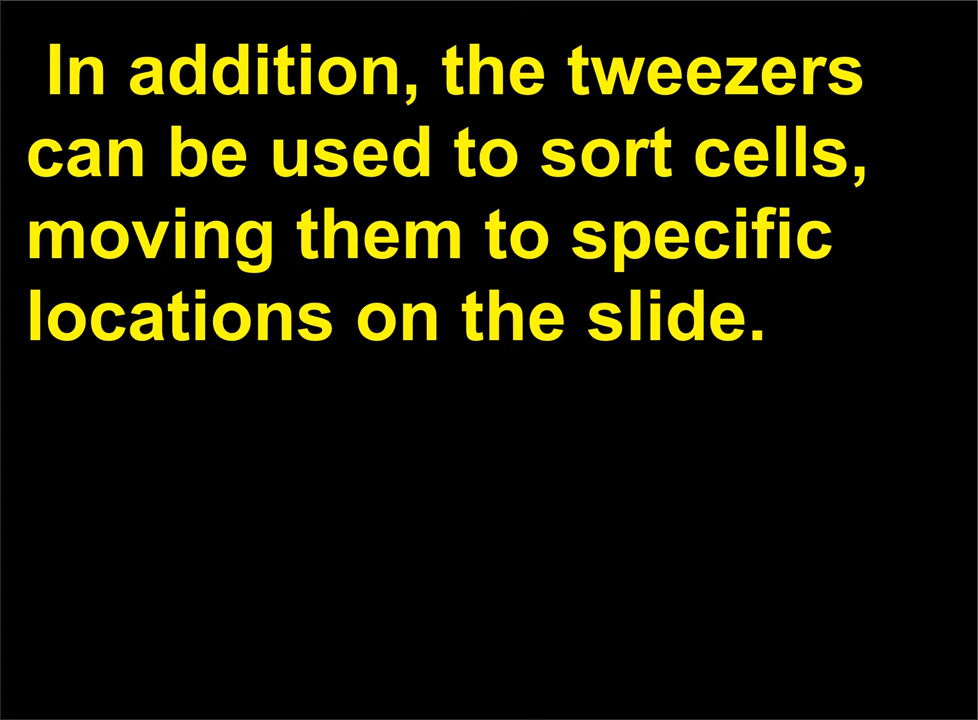 In addition, the tweezers
can be used to sort cells,
moving them to specific
locations on the slide.